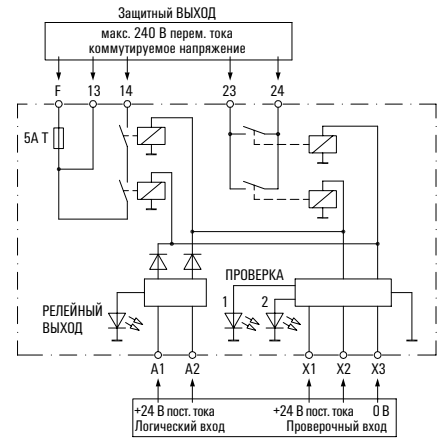 Защитный ВЫХОД
макс. 240 В перем. тока
коммутируемое напряжение
F 13 14 23 24
5А Т
ПРОВЕРКА
РЕЛЕЙНЫЙ
ВЫХОД
1 2
A1 A2 X1 X2 X3
+24 В пост. тока +24 В пост. тока 0 В
Логический вход Проверочный вход